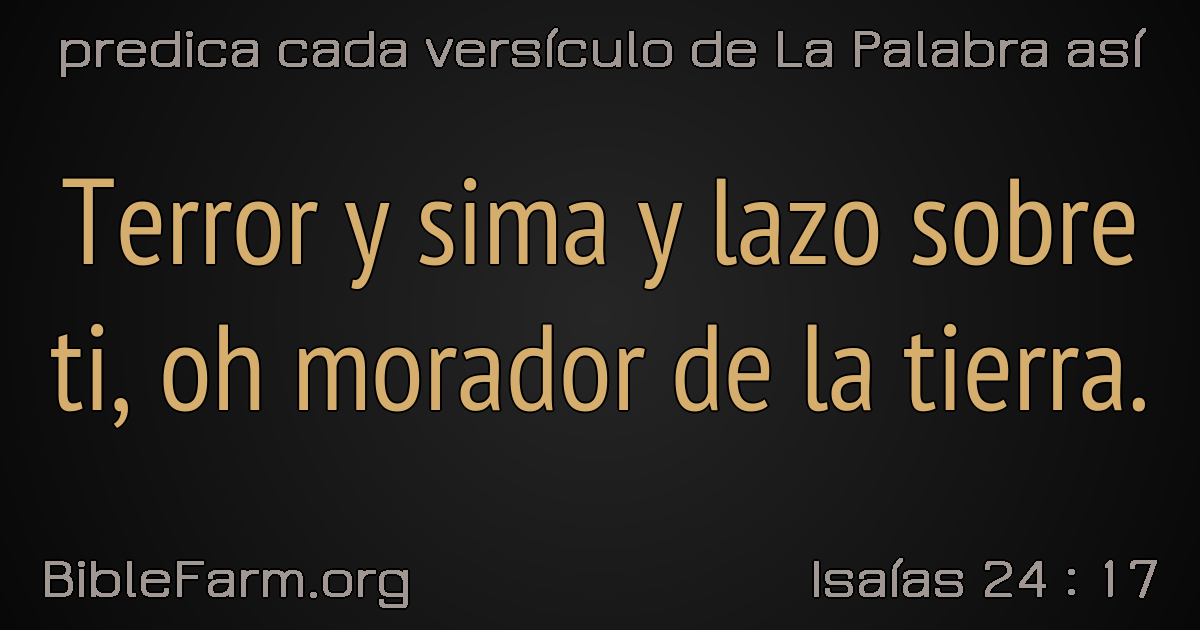 predica cada versículo de La Palabra así
Terror y sima y lazo sobre
ti, oh morador de la tierra.
BibleFarm.org
Isaías 24 : 17